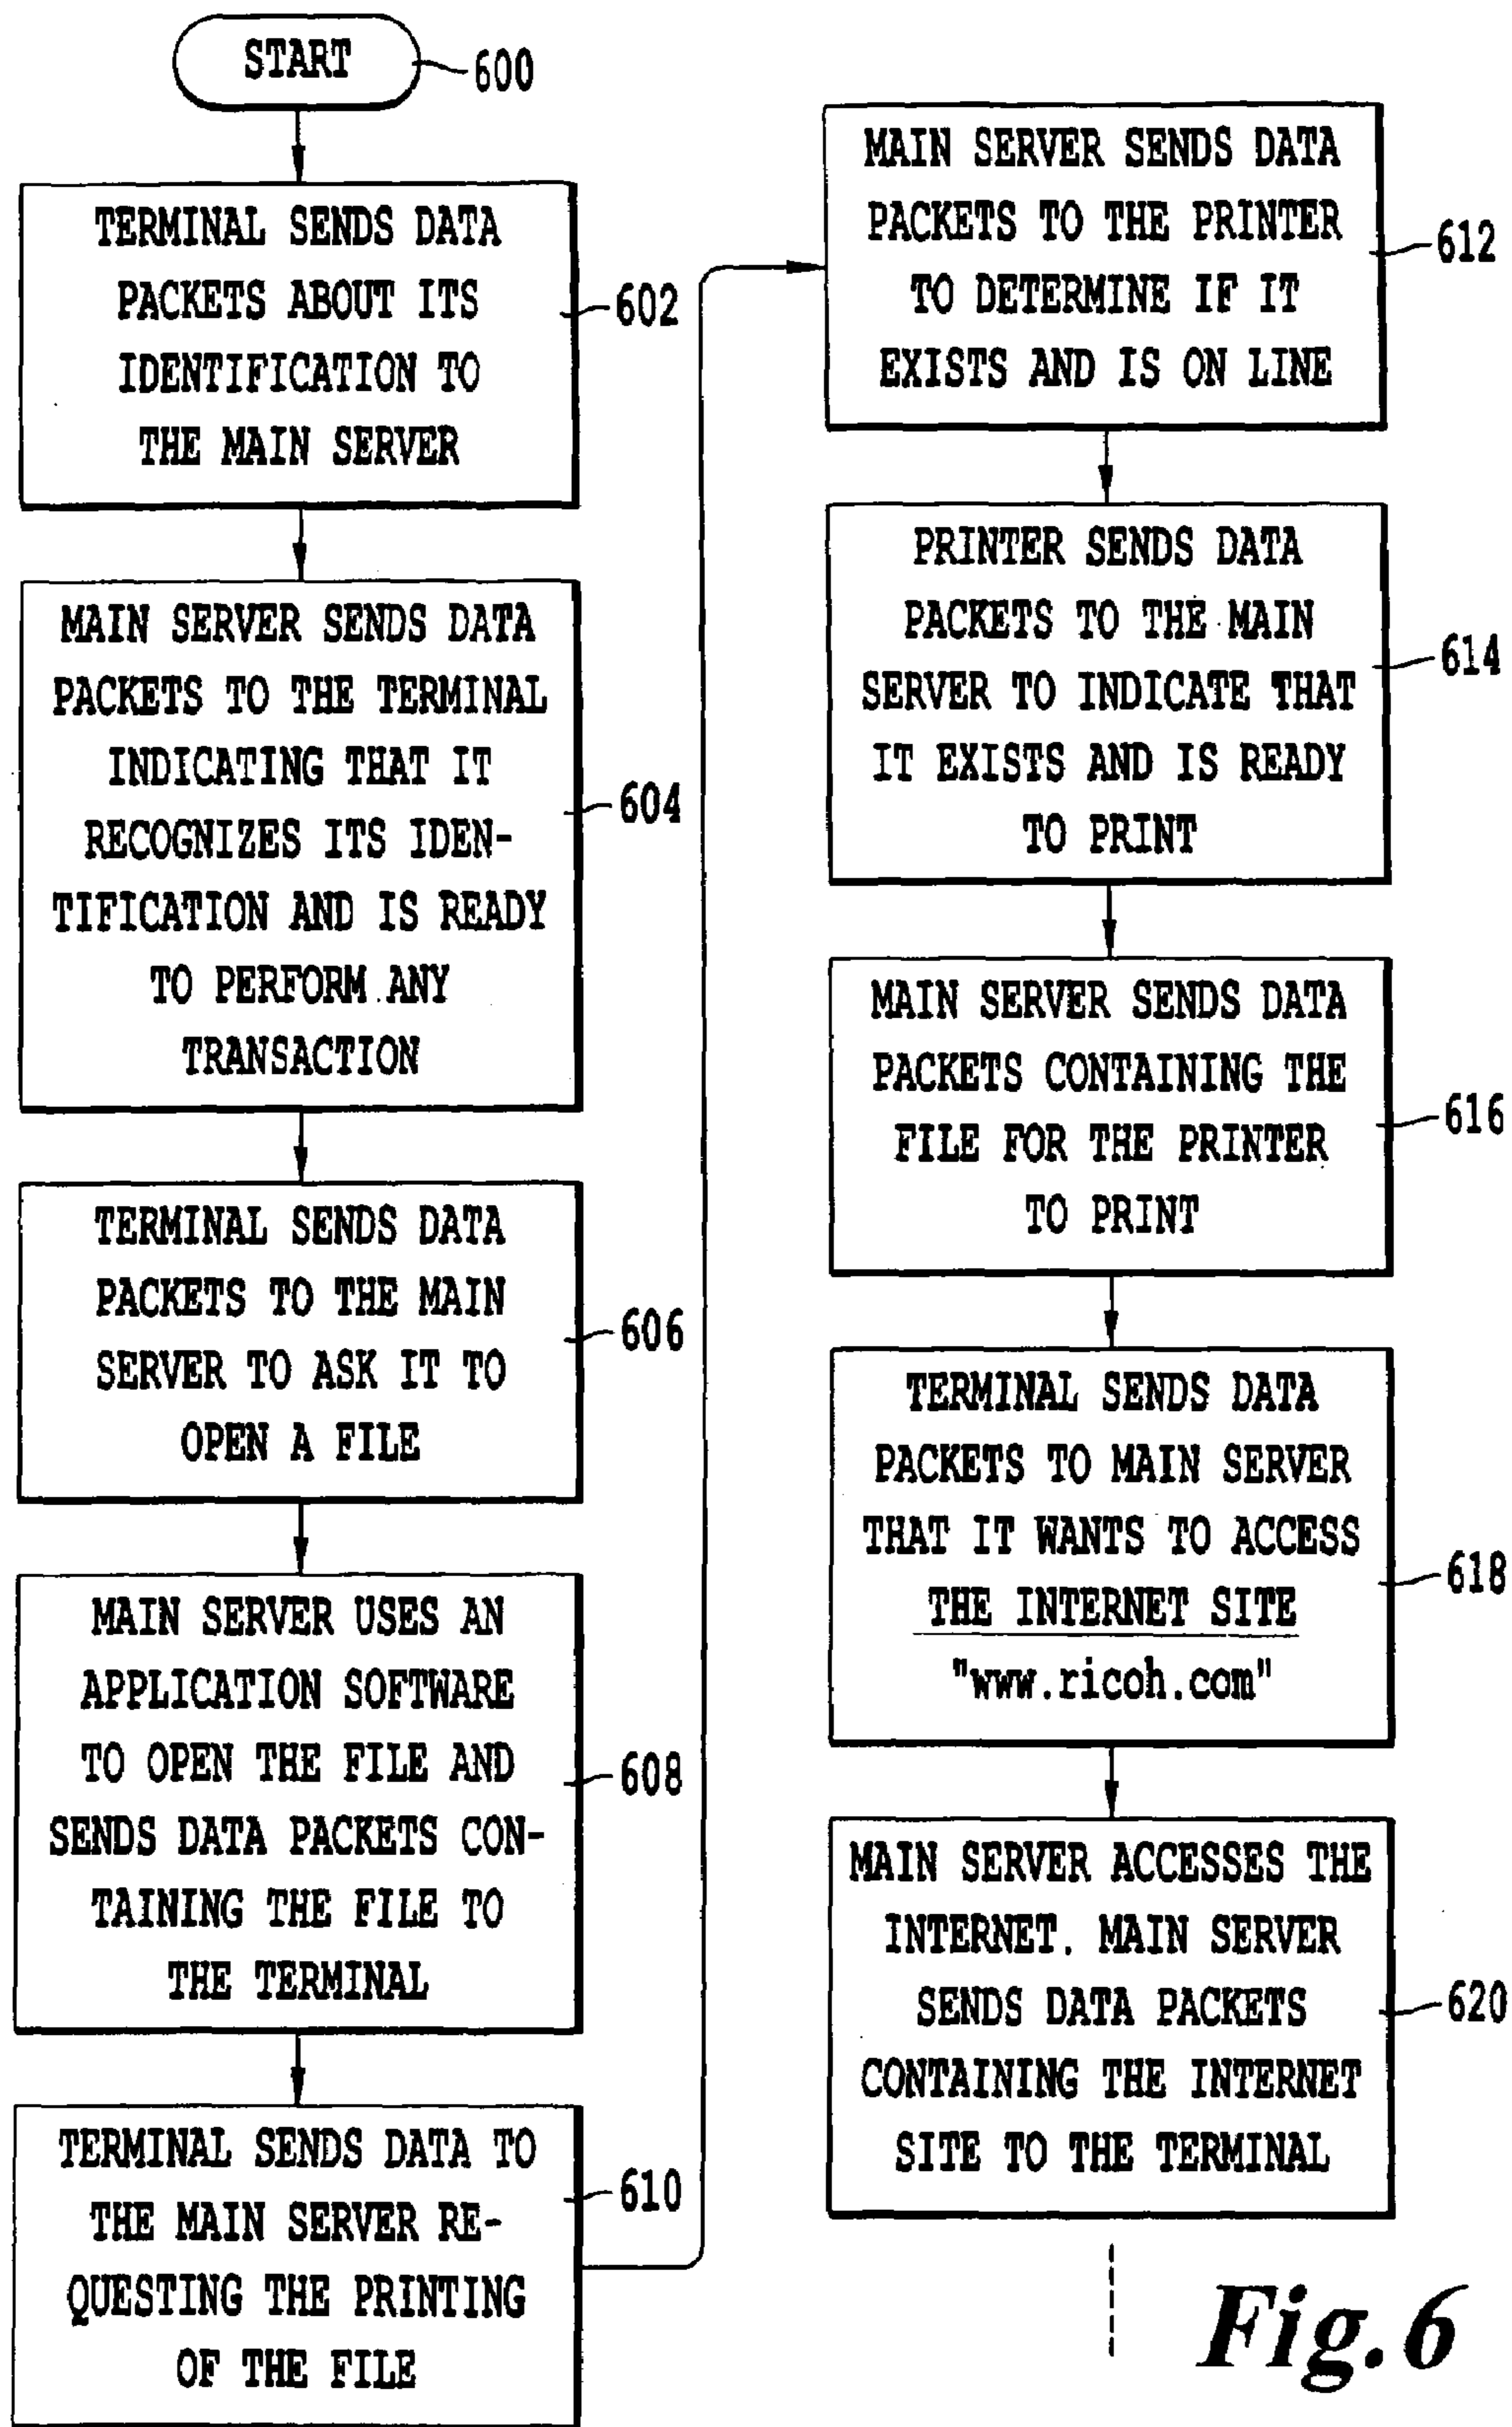 START
600
TERMINAL SENDS DATA
PACKETS ABOUT ITS
IDENTIFICATION TO
THE MAIN SERVER
602
MAIN SERVER SENDS DATA
PACKETS TO THE TERMINAL
INDICATING THAT IT
RECOGNIZES ITS IDEN-
TIFICATION AND IS READY
TO PERFORM ANY
TRANSACTION
604
TERMINAL SENDS DATA
PACKETS TO THE MAIN
SERVER TO ASK IT TO
OPEN A FILE
606
MAIN SERVER USES AN
APPLICATION SOFTWARE
TO OPEN THE FILE AND
SENDS DATA PACKETS CON-
TAINING THE FILE TO
THE TERMINAL
608
TERMINAL SENDS DATA TO
THE MAIN SERVER RE-
QUESTING THE PRINTING
OF THE FILE
610
MAIN SERVER SENDS DATA
PACKETS TO THE PRINTER
TO DETERMINE IF IT
EXISTS AND IS ON LINE
612
PRINTER SENDS DATA
PACKETS TO THE MAIN
SERVER TO INDICATE THAT
IT EXISTS AND IS READY
TO PRINT
614
MAIN SERVER SENDS DATA
PACKETS CONTAINING THE
FILE FOR THE PRINTER
TO PRINT
616
TERMINAL SENDS DATA
PACKETS TO MAIN SERVER
THAT IT WANTS TO ACCESS
THE INTERNET SITE
"www.ricoh.com"
618
MAIN SERVER ACCESSES THE
INTERNET. MAIN SERVER
SENDS DATA PACKETS
CONTAINING THE INTERNET
SITE TO THE TERMINAL
620
Fig. 6